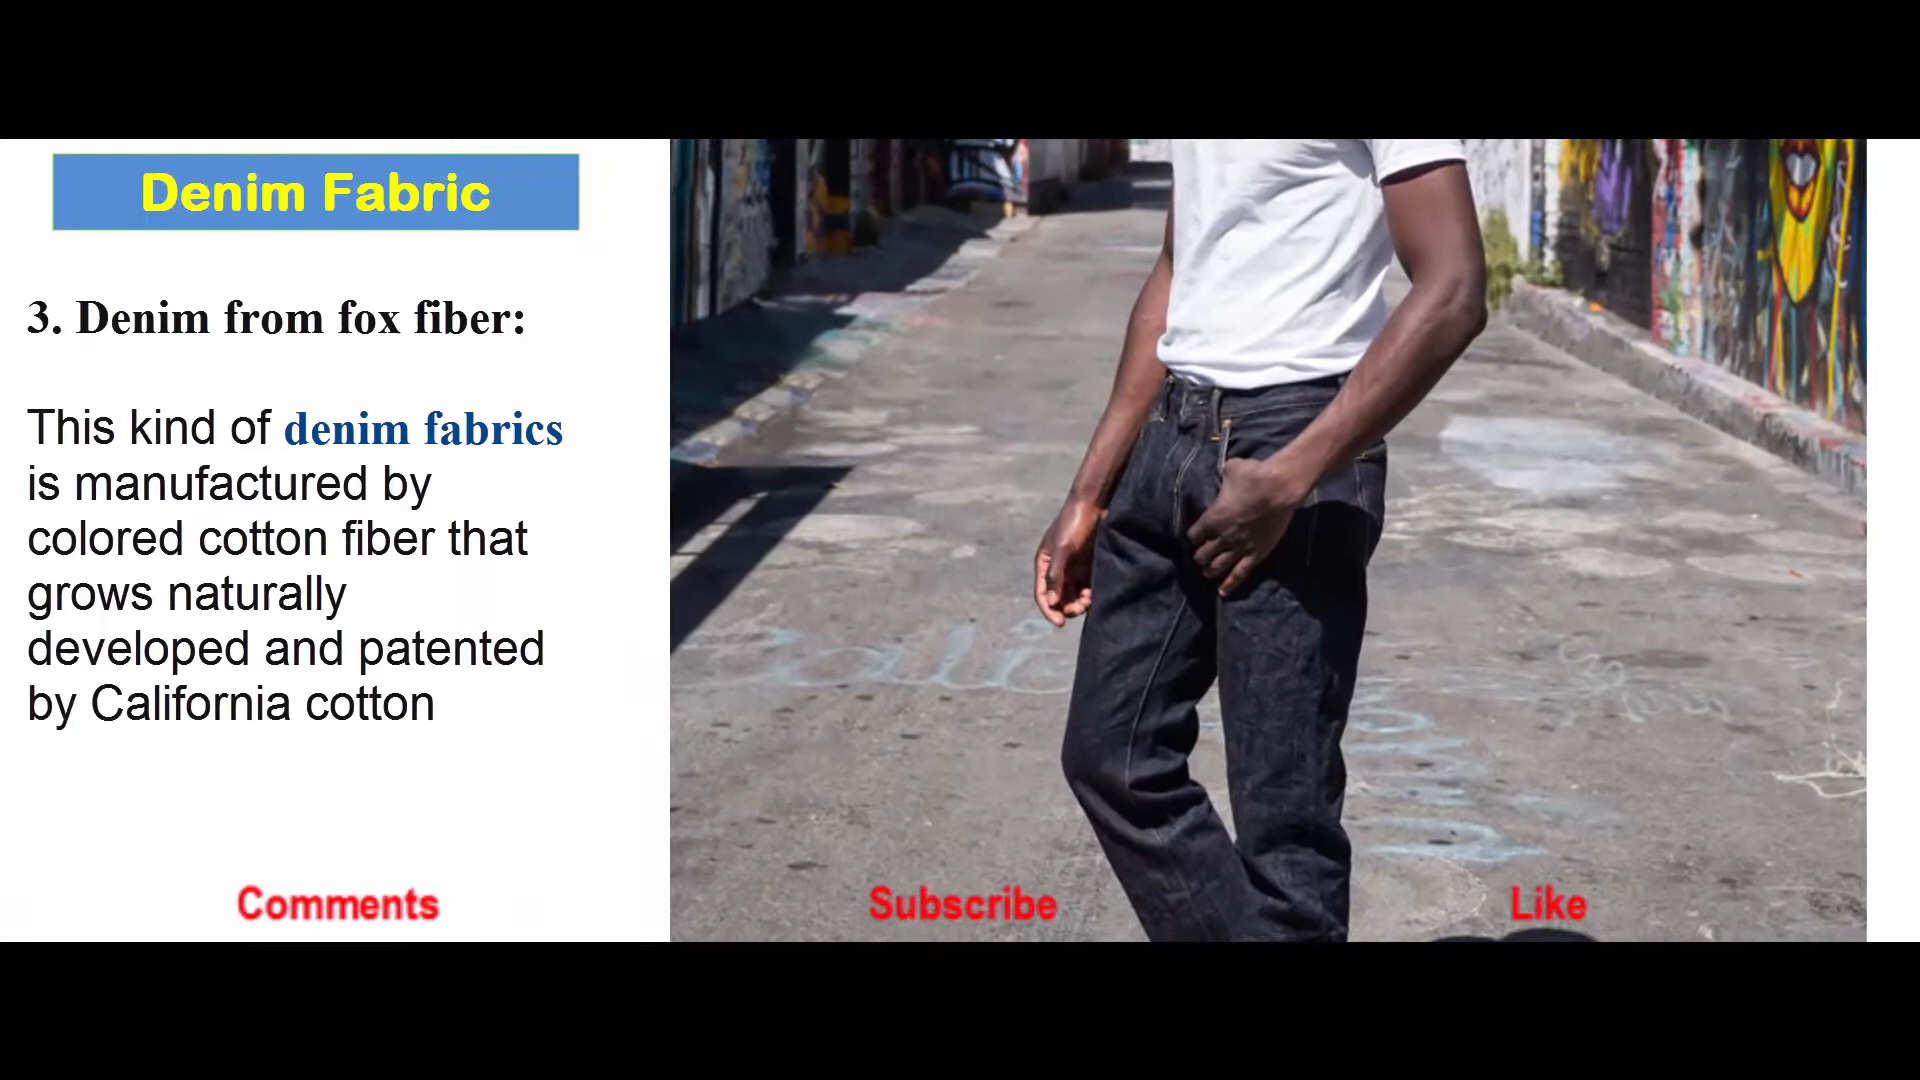 Denim Fabric
3. Denim from fox fiber:
This kind of denim fabrics
is manufactured by
colored cotton fiber that
grows naturally
developed and patented
by California cotton
Comments
Subscribe
Like